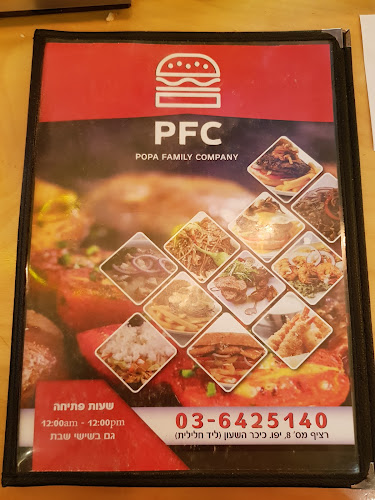 PFC
POPA FAMILY COMPANY
שעות פתיחה
12:00am - 12:00pm
גם בשישי שבת
03-6425140
רציף מס' 8, יפו. כיכר השעון (ליד חלילית)